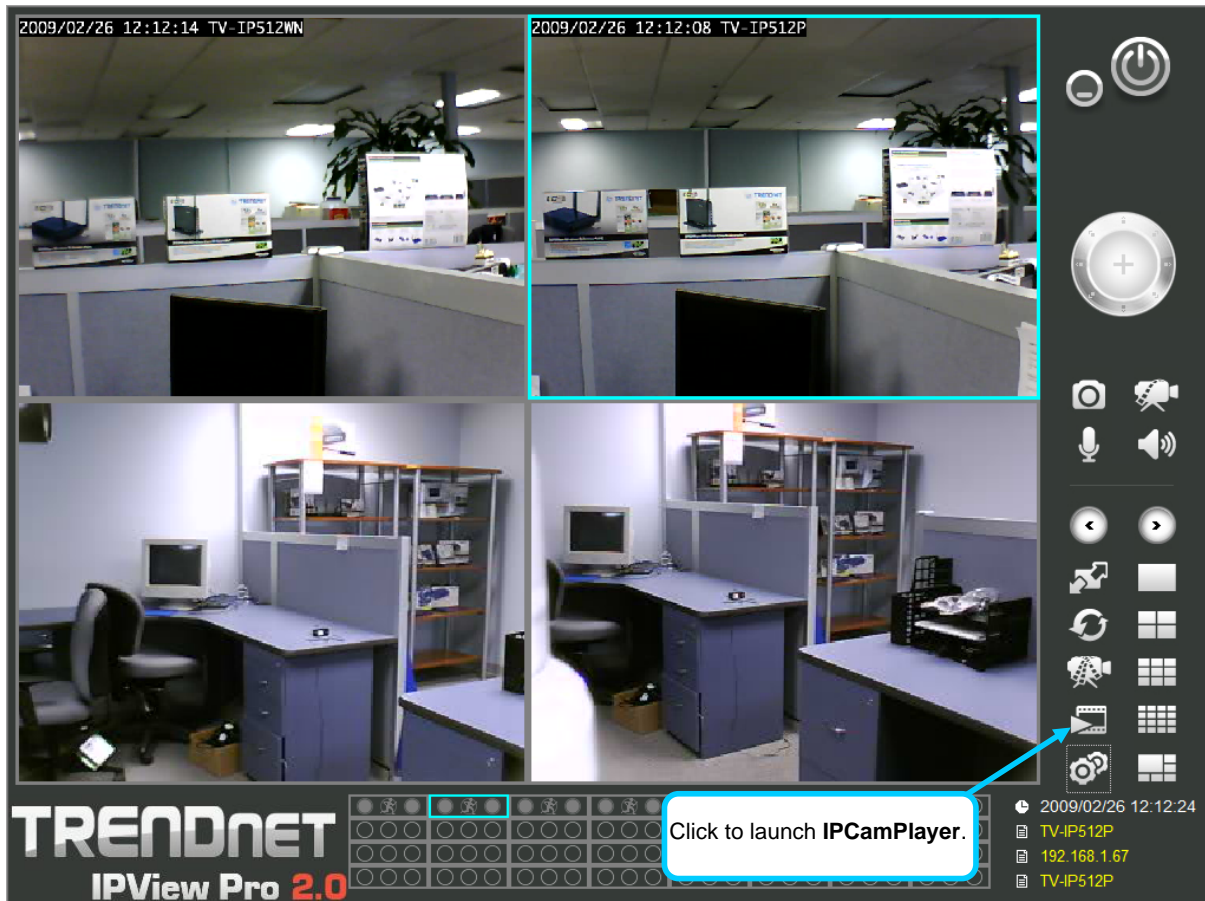 2009/02/26 12:12:14 TV-IP512WN
2009/02/26 12:12:08 TV-IP512P
TRENDNET
TRENDNET
Click to launch IPCamPlayer.
TRENDnET
IPView Pro 2.0
2009/02/26 12:12:24
TV-IP512P
192.168.1.67
TV-IP512P